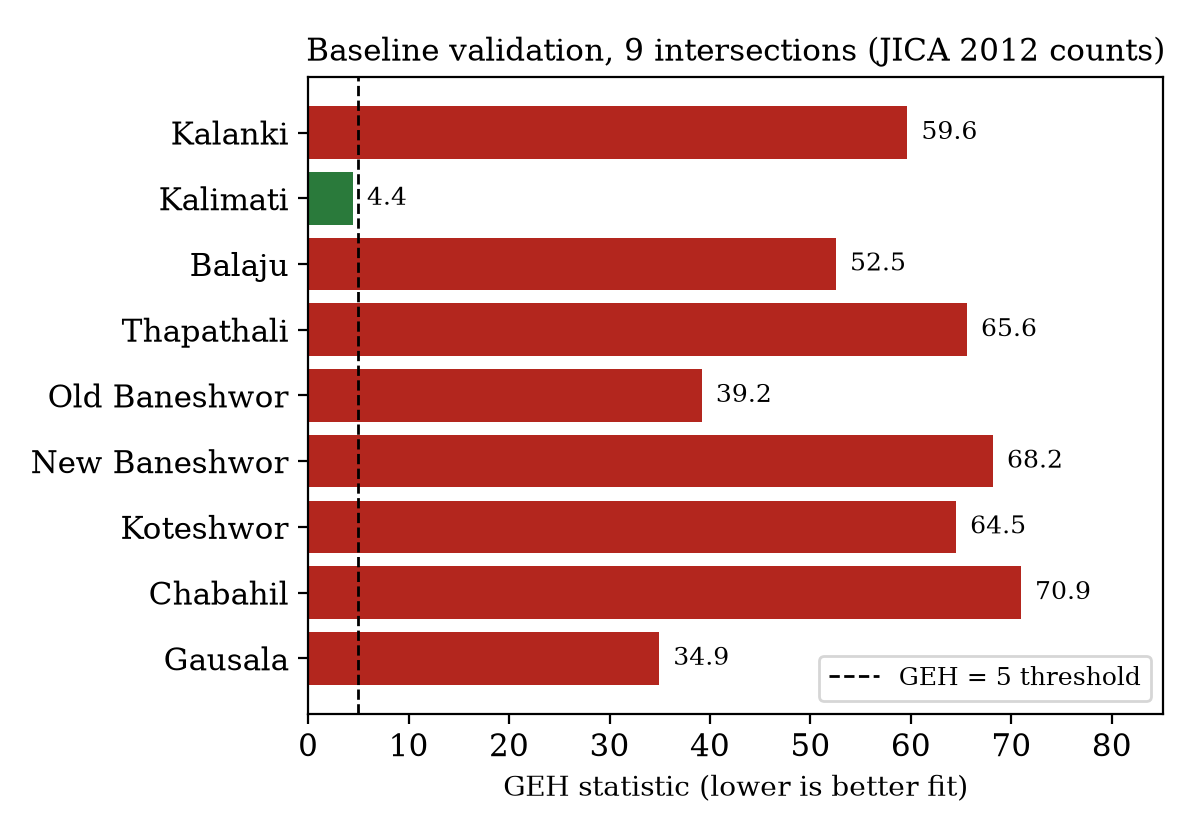 Baseline validation, 9 intersections (JICA 2012 counts)
Kalanki 59.6
Kalimati 4.4
Balaju 52.5
Thapathali 65.6
Old Baneshwor 39.2
New Baneshwor 68.2
Koteshwor 64.5
Chabahil 70.9
Gausala 34.9
GEH = 5 threshold
0 10 20 30 40 50 60 70 80
GEH statistic (lower is better fit)